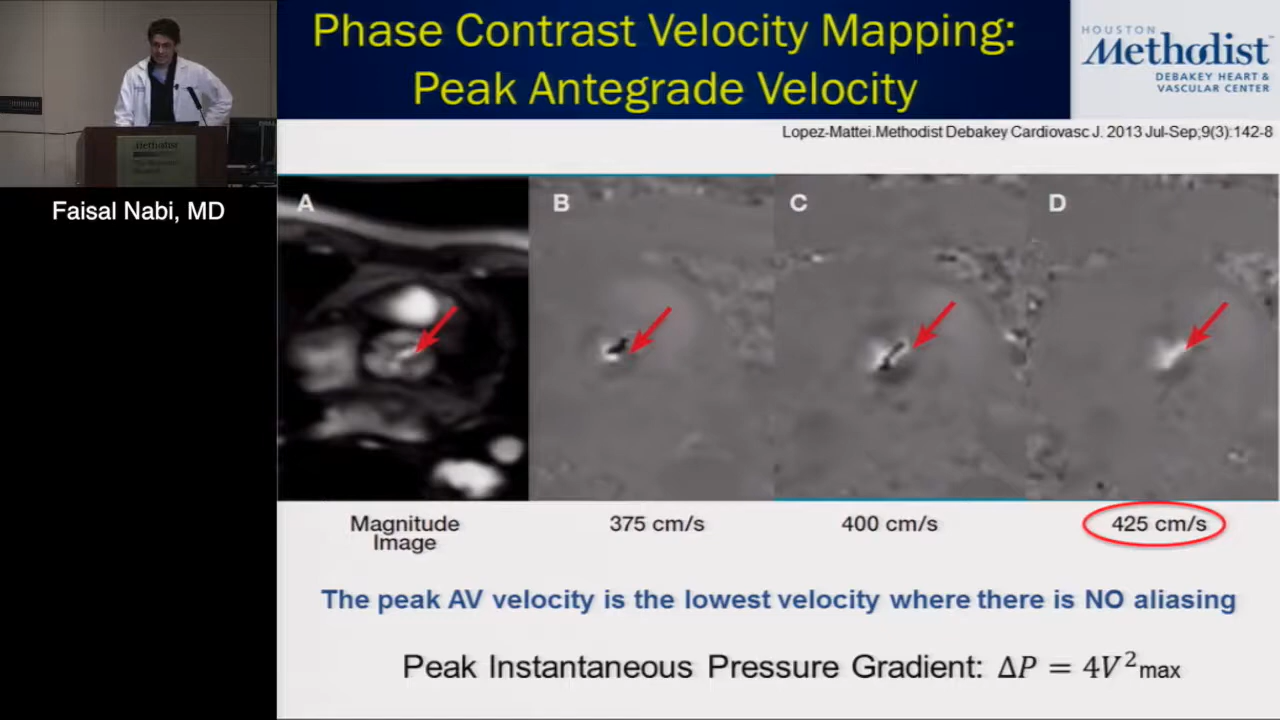 Phase Contrast Velocity Mapping:
Peak Antegrade Velocity
HOUSTON
Methodist
DEBAKEY HEART &
VASCULAR CENTER
Lopez-Mattei.Methodist Debakey Cardiovasc J. 2013 Jul-Sep;9(3):142-8
Methodist
Faisal Nabi, MD
A
B
C
D
Magnitude
Image
375 cm/s
400 cm/s
425 cm/s
The peak AV velocity is the lowest velocity where there is NO aliasing
Peak Instantaneous Pressure Gradient: ΔP = 4V²max